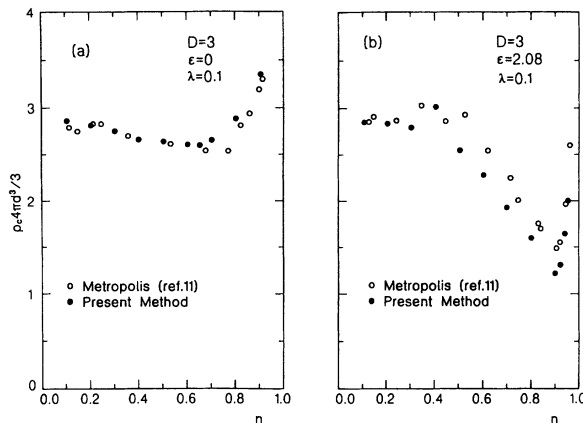 ρc4πd³/3
4
3
2
1
0
(a)
D=3
ε=0
λ=0.1
○ Metropolis (ref.11)
● Present Method
0.0 0.2 0.4 0.6 0.8 1.0
η
(b)
D=3
ε=2.08
λ=0.1
○ Metropolis (ref.11)
● Present Method
0.0 0.2 0.4 0.6 0.8 1.0
η